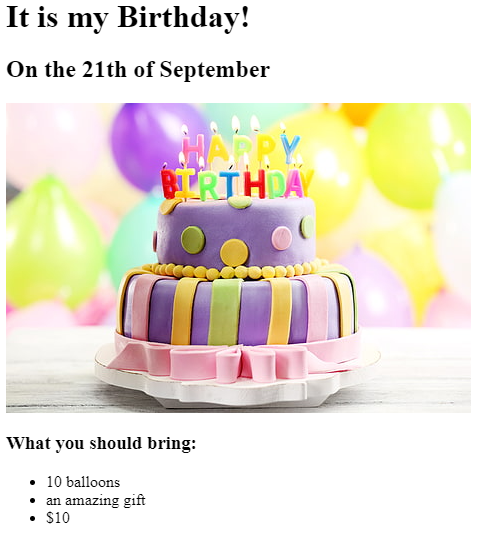 It is my Birthday!
On the 21th of September
HAPPY
BIRTHDAY
What you should bring:
10 balloons
an amazing gift
$10